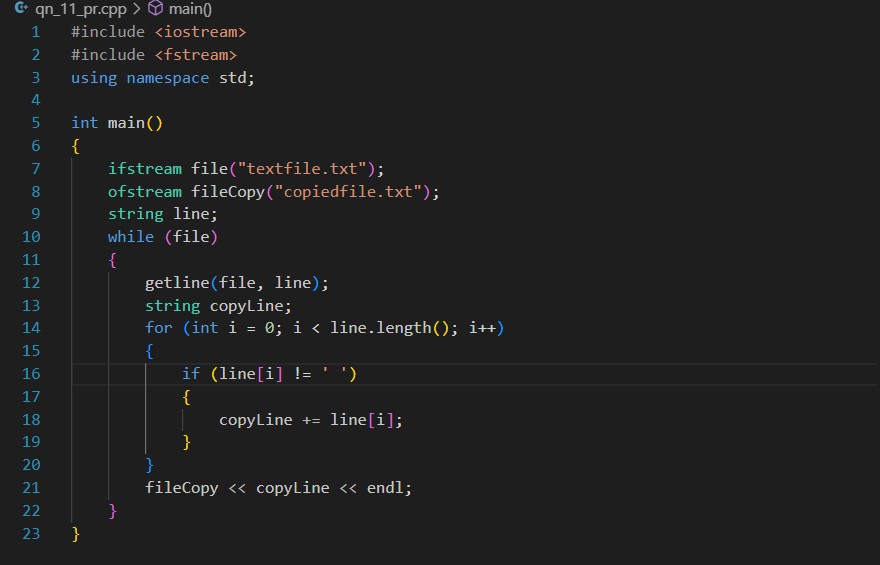 qn_11_pr.cpp > main()
1 #include <iostream>
2 #include <fstream>
3 using namespace std;
4
5 int main()
6 {
7     ifstream file("textfile.txt");
8     ofstream fileCopy("copiedfile.txt");
9     string line;
10     while (file)
11     {
12         getline(file, line);
13         string copyLine;
14         for (int i = 0; i < line.length(); i++)
15         {
16             if (line[i] != ' ')
17             {
18                 copyLine += line[i];
19             }
20         }
21         fileCopy << copyLine << endl;
22     }
23 }